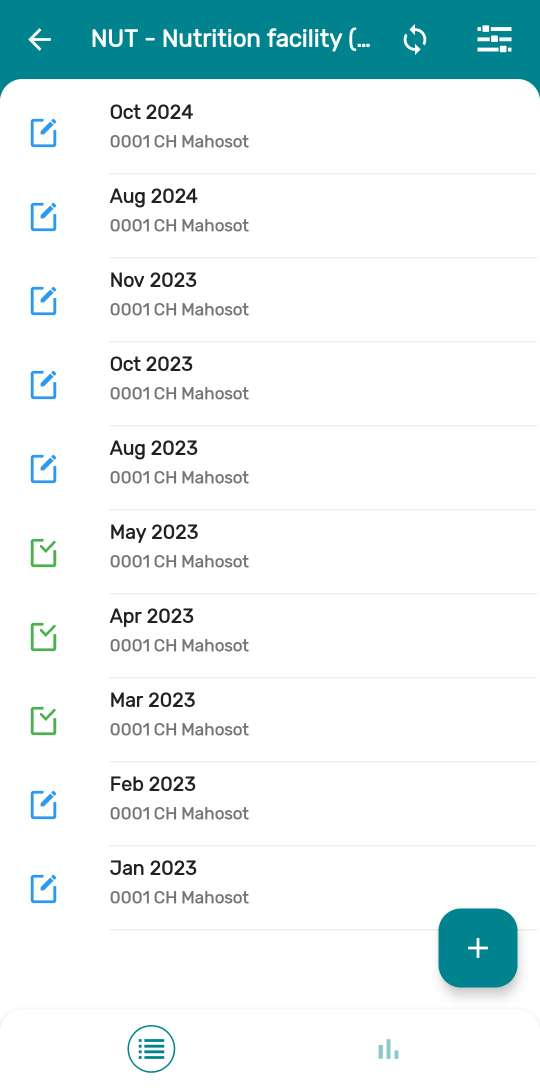 NUT - Nutrition facility (...
Oct 2024
0001 CH Mahosot
Aug 2024
0001 CH Mahosot
Nov 2023
0001 CH Mahosot
Oct 2023
0001 CH Mahosot
Aug 2023
0001 CH Mahosot
May 2023
0001 CH Mahosot
Apr 2023
0001 CH Mahosot
Mar 2023
0001 CH Mahosot
Feb 2023
0001 CH Mahosot
Jan 2023
0001 CH Mahosot